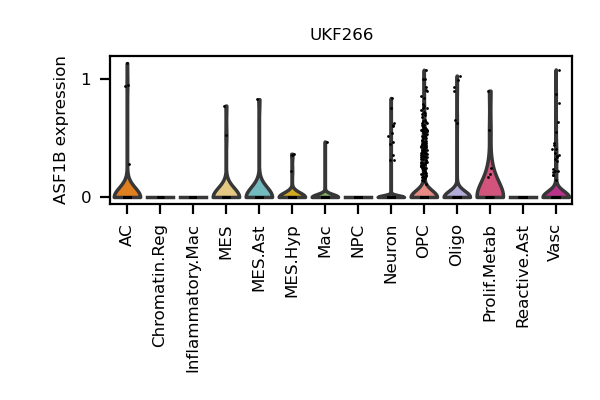 UKF266
ASF1B expression
1
0
AC
Chromatin.Reg
Inflammatory.Mac
MES
MES.Ast
MES.Hyp
Mac
NPC
Neuron
OPC
Oligo
Prolif.Metab
Reactive.Ast
Vasc